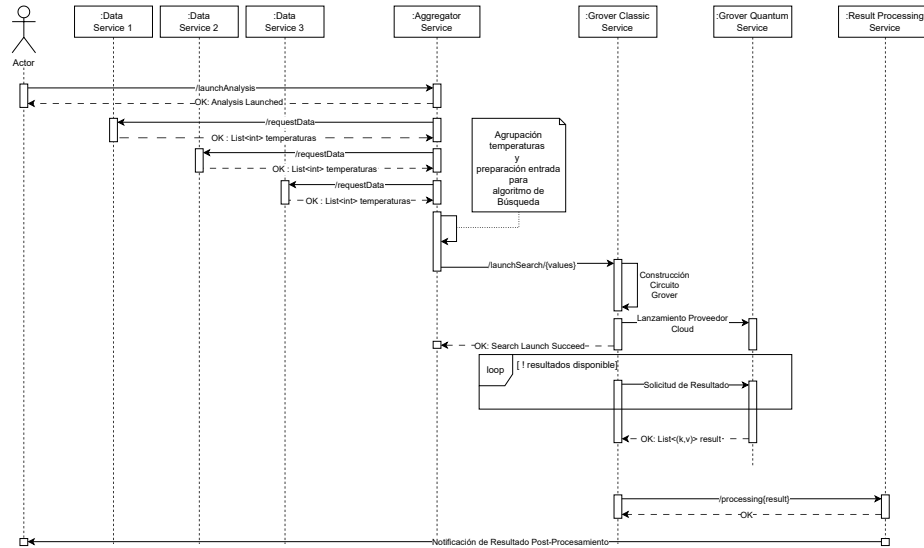 :Data
Service 1
:Data
Service 2
:Data
Service 3
:Aggregator
Service
:Grover Classic
Service
:Grover Quantum
Service
:Result Processing
Service
Actor
/launchAnalysis
OK: Analysis Launched
/requestData
OK : List<int> temperaturas
/requestData
OK : List<int> temperaturas
/requestData
OK : List<int> temperaturas
Agrupación
temperaturas
y
preparación entrada
para
algoritmo de
Búsqueda
/launchSearch/{values}
Construcción
Circuito
Grover
Lanzamiento Proveedor
Cloud
OK: Search Launch Succeed
loop
[ ! resultados disponible]
Solicitud de Resultado
OK: List<(k,v)> result
/processing{result}
OK
Notificación de Resultado Post-Procesamiento